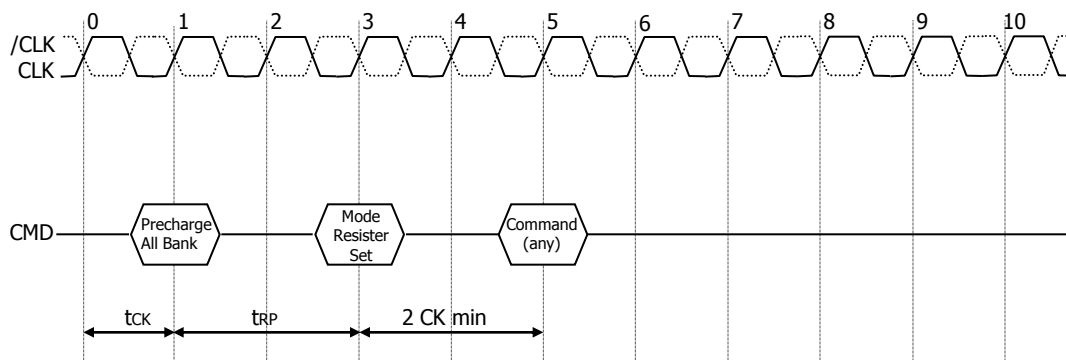 0 1 2 3 4 5 6 7 8 9 10
/CLK
CLK
CMD
Precharge
All Bank
Mode
Resister
Set
Command
(any)
tCK tRP 2 CK min